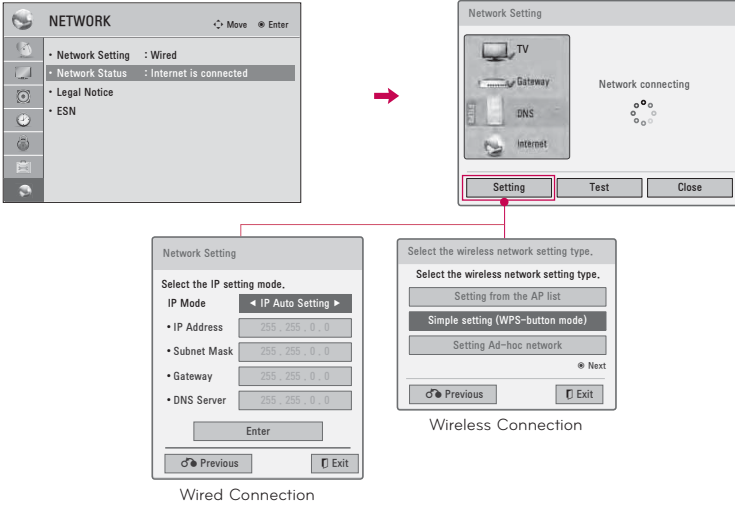 NETWORK
Move ◉ Enter
• Network Setting : Wired
• Network Status : Internet is connected
• Legal Notice
• ESN
Network Setting
TV
Gateway
DNS
Internet
Network connecting
Setting Test Close
Network Setting
Select the IP setting mode.
IP Mode ◀ IP Auto Setting ▶
• IP Address 255 . 255 . 0 . 0
• Subnet Mask 255 . 255 . 0 . 0
• Gateway 255 . 255 . 0 . 0
• DNS Server 255 . 255 . 0 . 0
Enter
Previous Exit
Wired Connection
Select the wireless network setting type.
Select the wireless network setting type.
Setting from the AP list
Simple setting (WPS-button mode)
Setting Ad-hoc network
◉ Next
Previous Exit
Wireless Connection